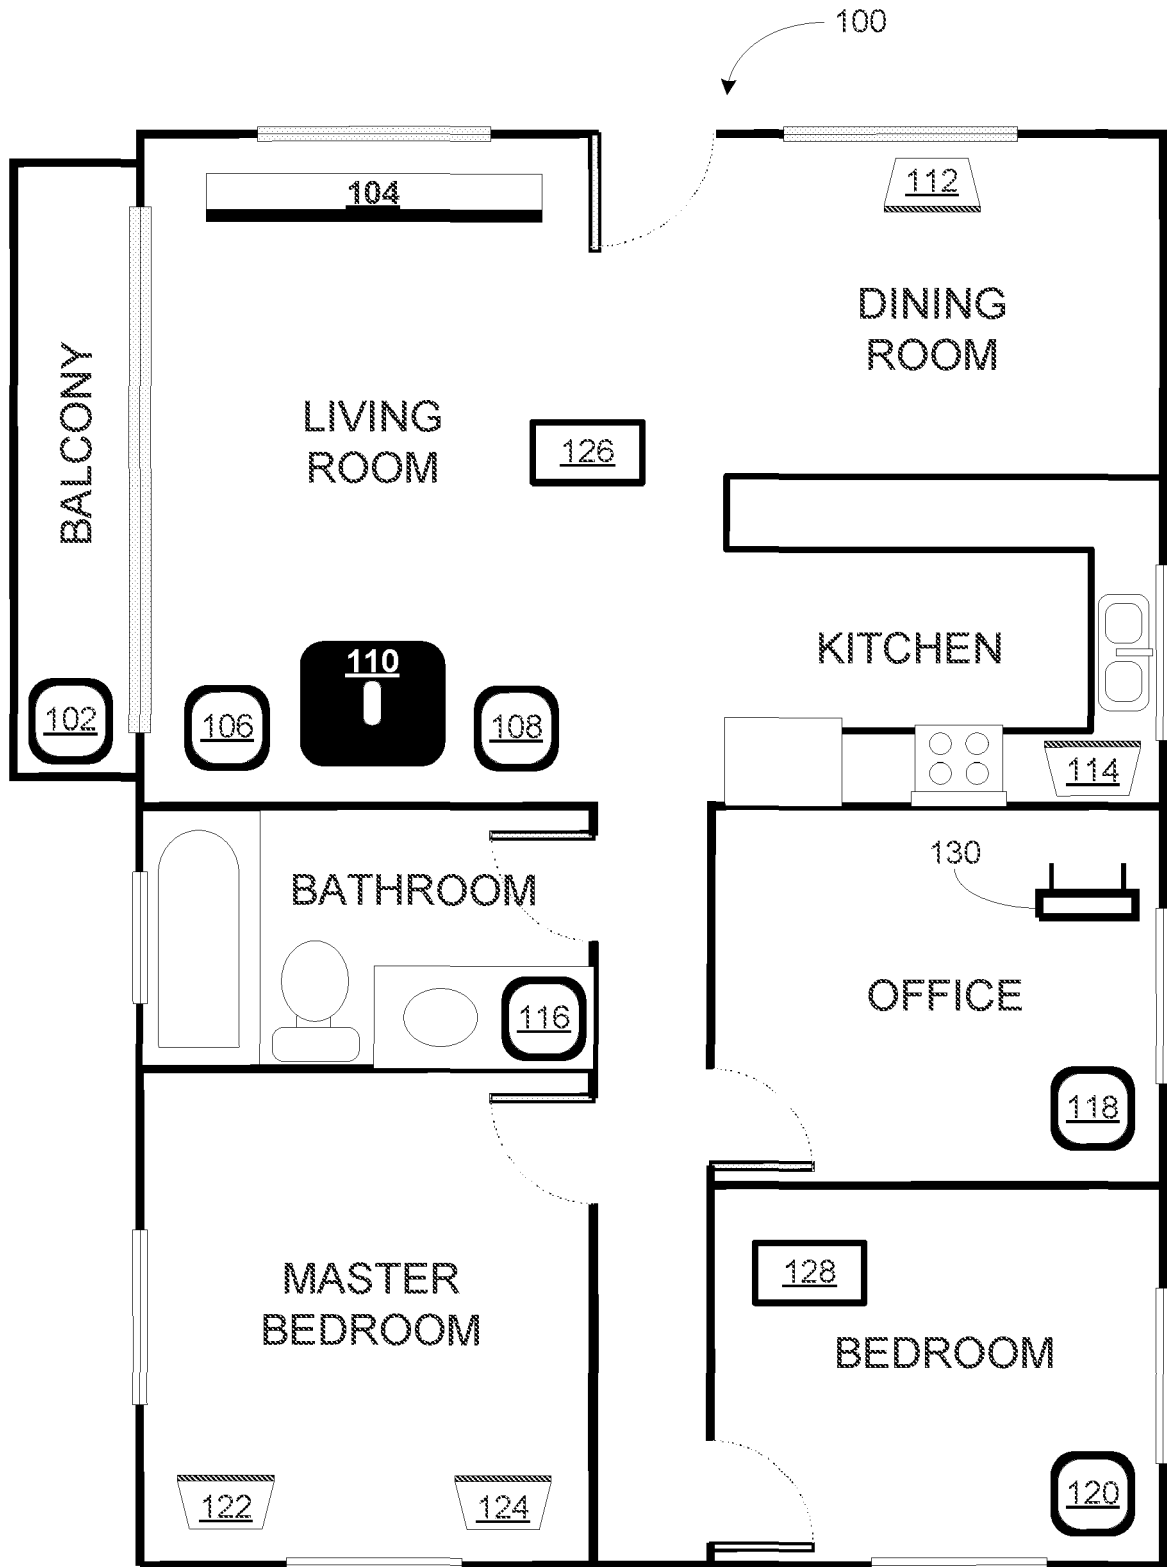 100
104
112
DINING
ROOM
BALCONY
LIVING
ROOM
126
KITCHEN
110
102
106
108
114
130
BATHROOM
OFFICE
116
118
MASTER
BEDROOM
128
BEDROOM
122
124
120